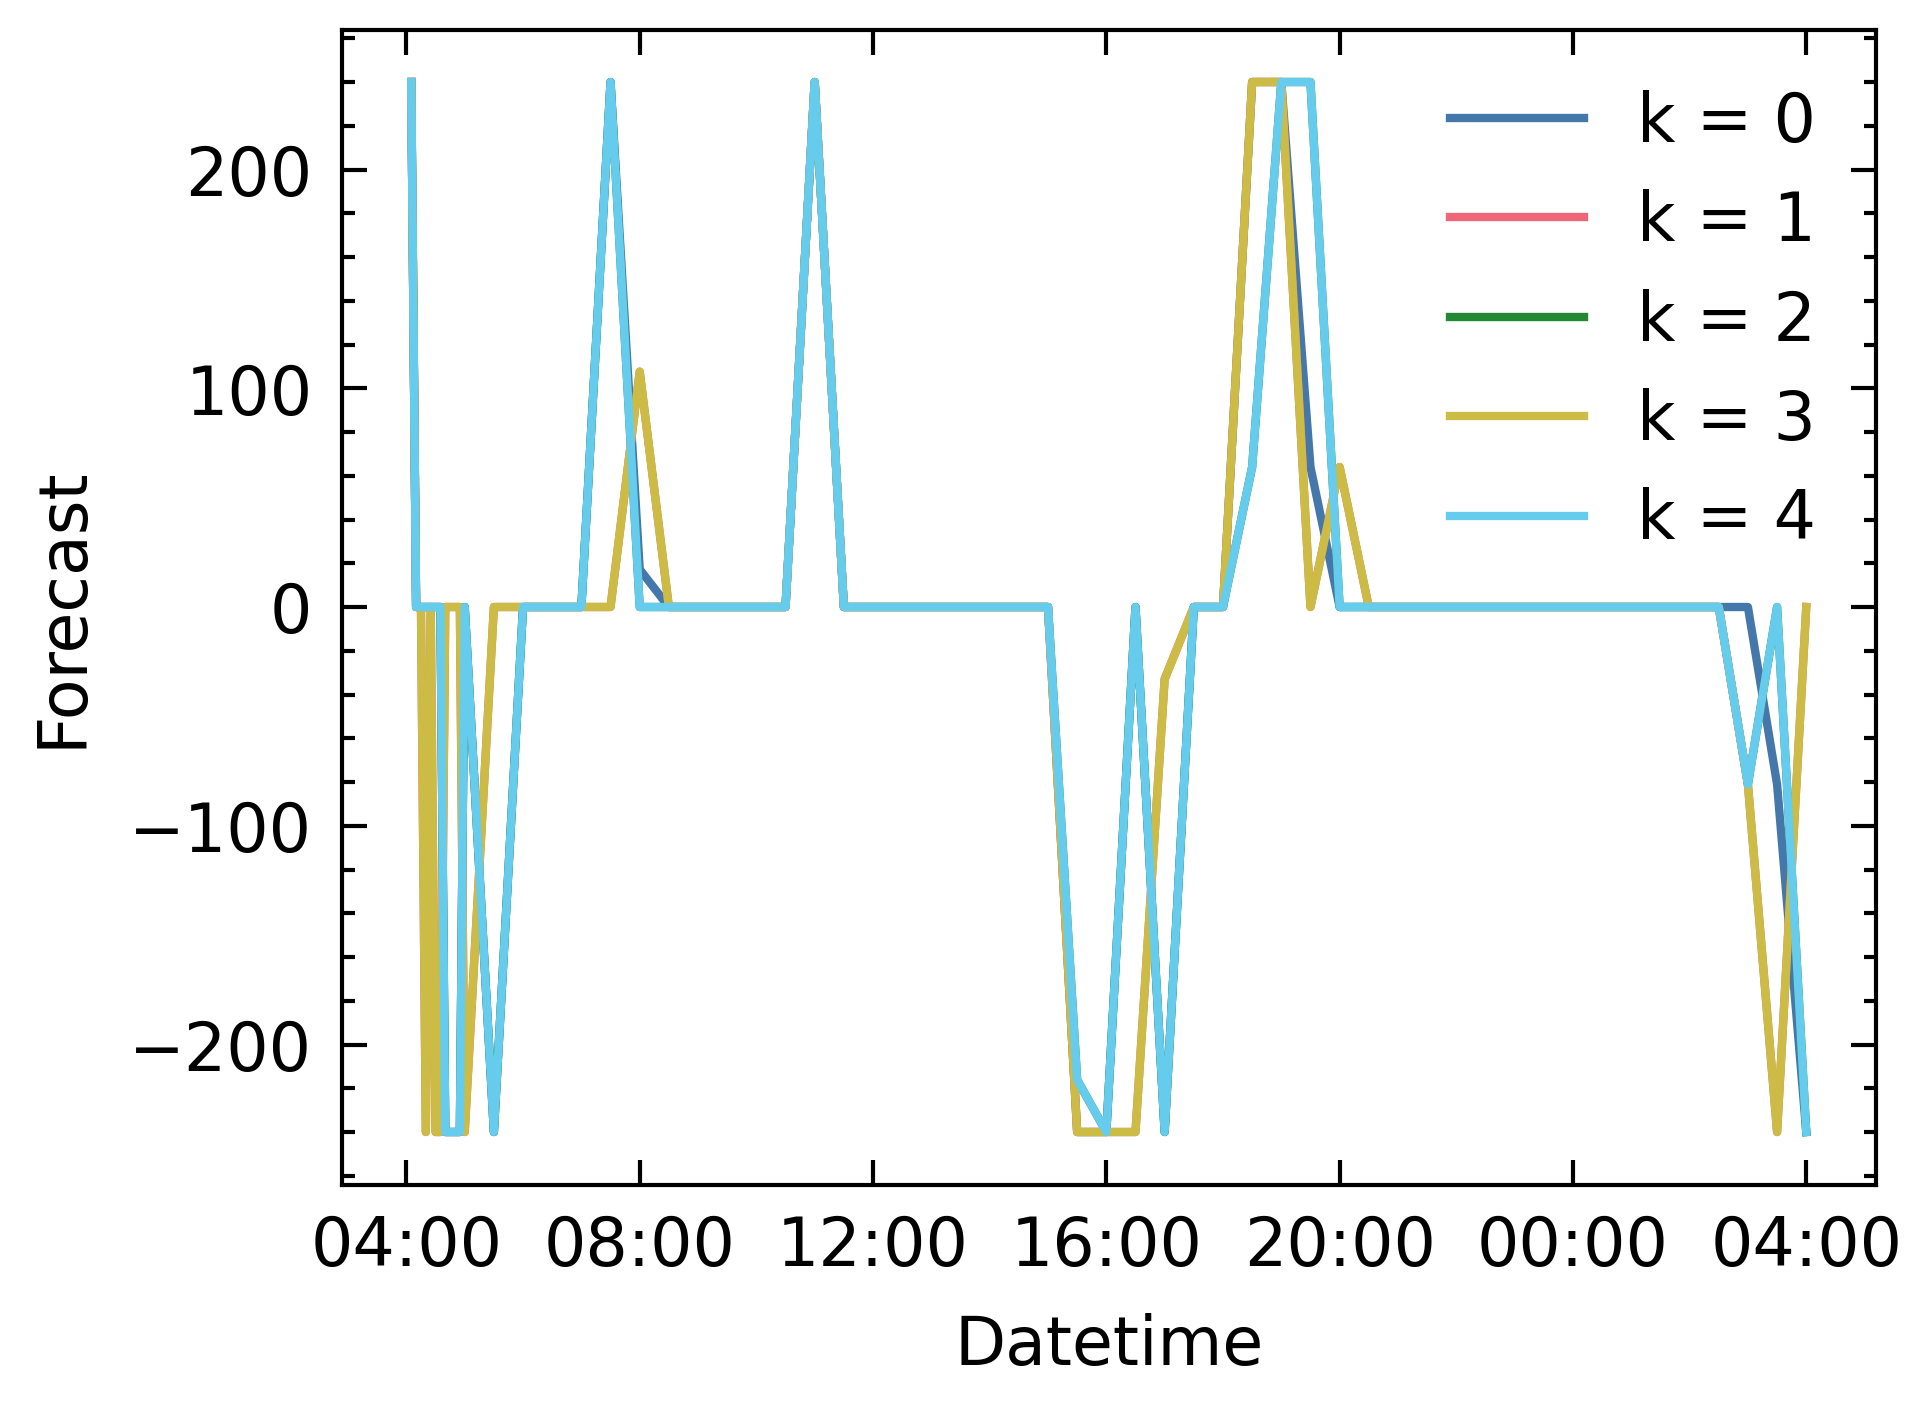 200
100
0
−100
−200
Forecast
04:00 08:00 12:00 16:00 20:00 00:00 04:00
Datetime
k = 0
k = 1
k = 2
k = 3
k = 4